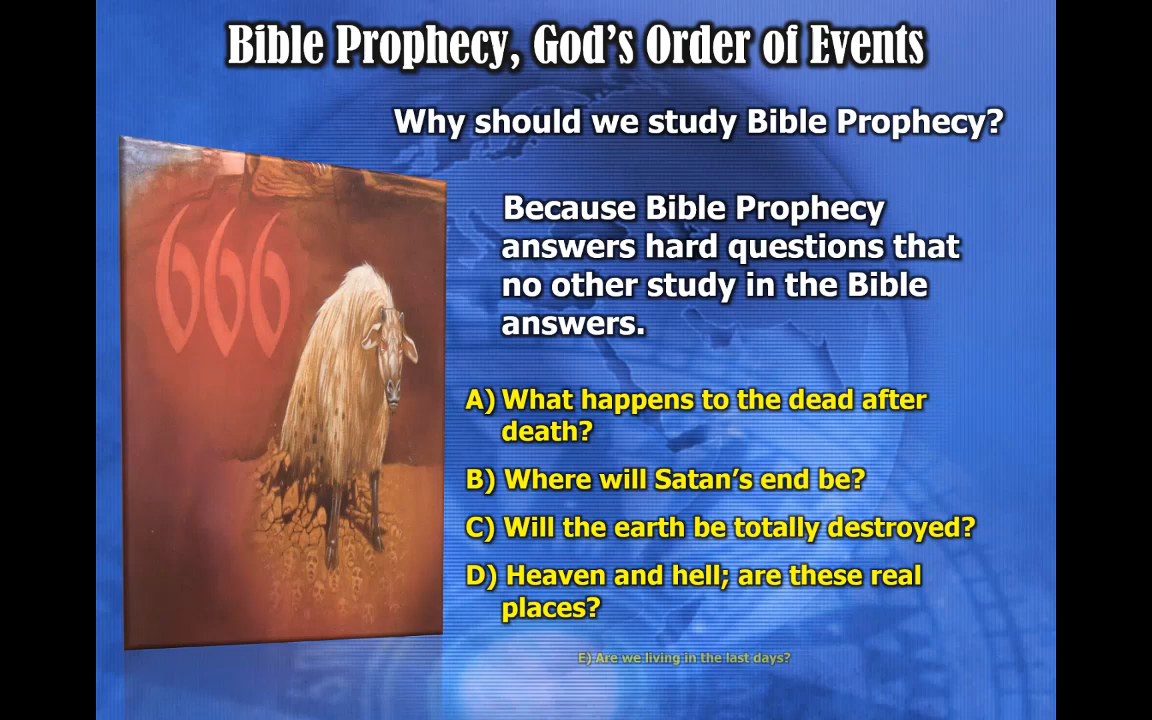 Bible Prophecy, God's Order of Events
Why should we study Bible Prophecy?
666
Because Bible Prophecy
answers hard questions that
no other study in the Bible
answers.
A) What happens to the dead after
death?
B) Where will Satan's end be?
C) Will the earth be totally destroyed?
D) Heaven and hell; are these real
places?
E) Are we living in the last days?